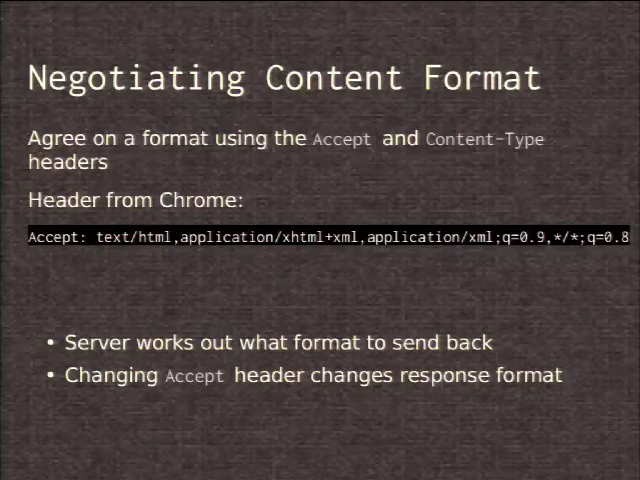 Negotiating Content Format
Agree on a format using the Accept and Content-Type
headers
Header from Chrome:
Accept: text/html,application/xhtml+xml,application/xml;q=0.9,*/*;q=0.8
• Server works out what format to send back
• Changing Accept header changes response format